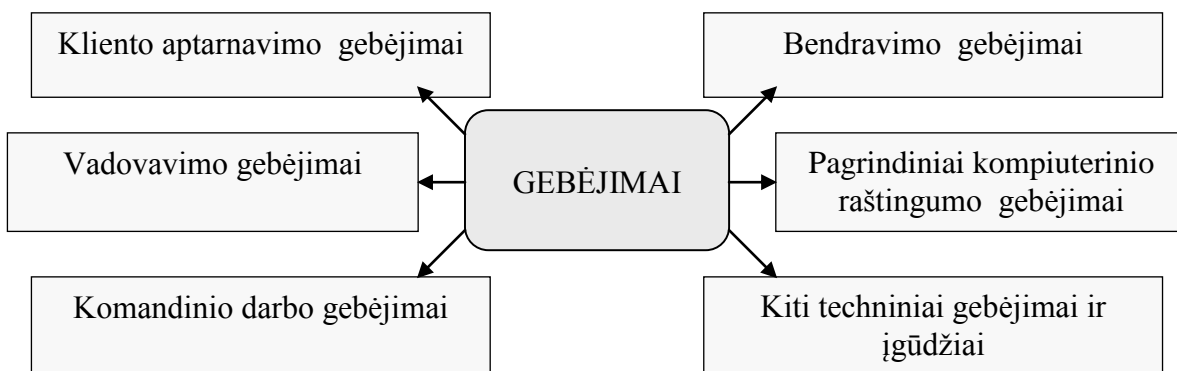 Kliento aptarnavimo gebėjimai
Bendravimo gebėjimai
Vadovavimo gebėjimai
GEBĖJIMAI
Pagrindiniai kompiuterinio
raštingumo gebėjimai
Komandinio darbo gebėjimai
Kiti techniniai gebėjimai ir
įgūdžiai